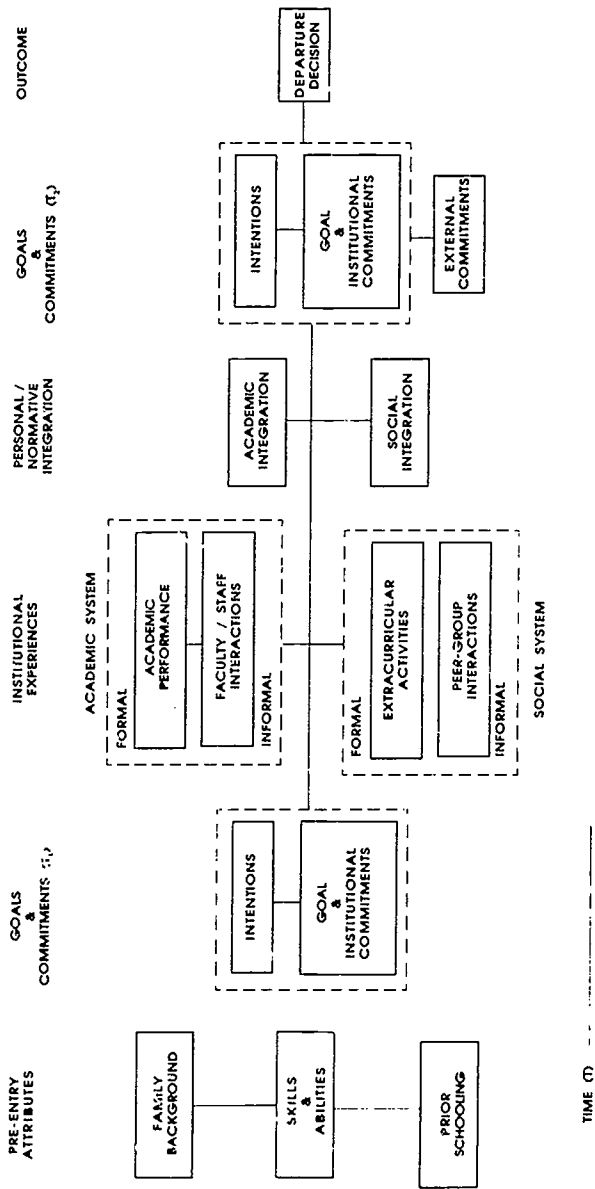 PRE-ENTRY
ATTRIBUTES
GOALS
&
COMMITMENTS
INSTITUTIONAL
EXPERIENCES
PERSONAL /
NORMATIVE
INTEGRATION
GOALS
&
COMMITMENTS (T₂)
OUTCOME
FAMILY
BACKGROUND
SKILLS
&
ABILITIES
PRIOR
SCHOOLING
INTENTIONS
GOAL
&
INSTITUTIONAL
COMMITMENTS
ACADEMIC SYSTEM
FORMAL
ACADEMIC
PERFORMANCE
FACULTY / STAFF
INTERACTIONS
INFORMAL
FORMAL
EXTRACURRICULAR
ACTIVITIES
PEER-GROUP
INTERACTIONS
INFORMAL
SOCIAL SYSTEM
ACADEMIC
INTEGRATION
SOCIAL
INTEGRATION
INTENTIONS
GOAL
&
INSTITUTIONAL
COMMITMENTS
EXTERNAL
COMMITMENTS
DEPARTURE
DECISION
TIME (T)